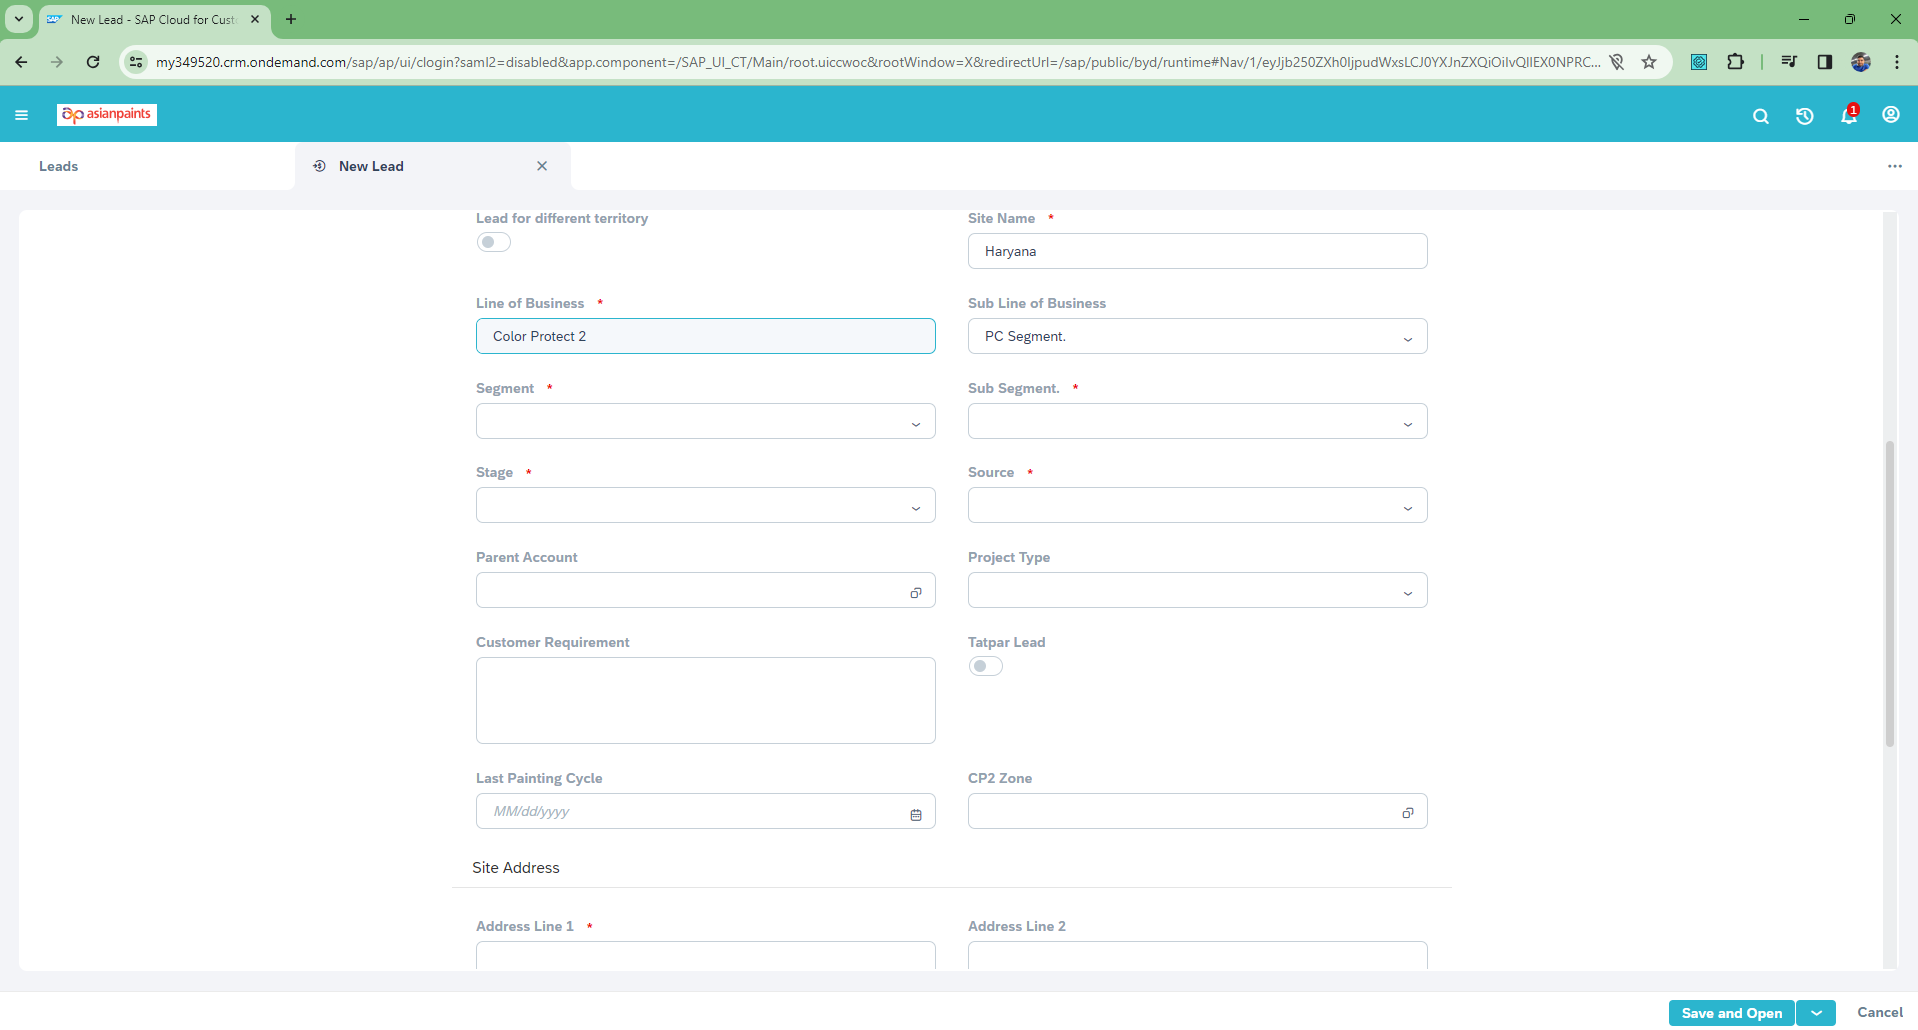 New Lead - SAP Cloud for Cust
my349520.crm.ondemand.com/sap/ap/ui/clogin?saml2=disabled&app.component=/SAP_UI_CT/Main/root.uiccwoc&rootWindow=X&redirectUrl=/sap/public/byd/runtime#Nav/1/
asianpaints
1
Leads
New Lead
Lead for different territory
Site Name *
Haryana
Line of Business *
Sub Line of Business
Color Protect 2
PC Segment.
Segment *
Sub Segment. *
Stage *
Source *
Parent Account
Project Type
Customer Requirement
Tatpar Lead
Last Painting Cycle
CP2 Zone
MM/dd/yyyy
Site Address
Address Line 1 *
Address Line 2
Save and Open
Cancel